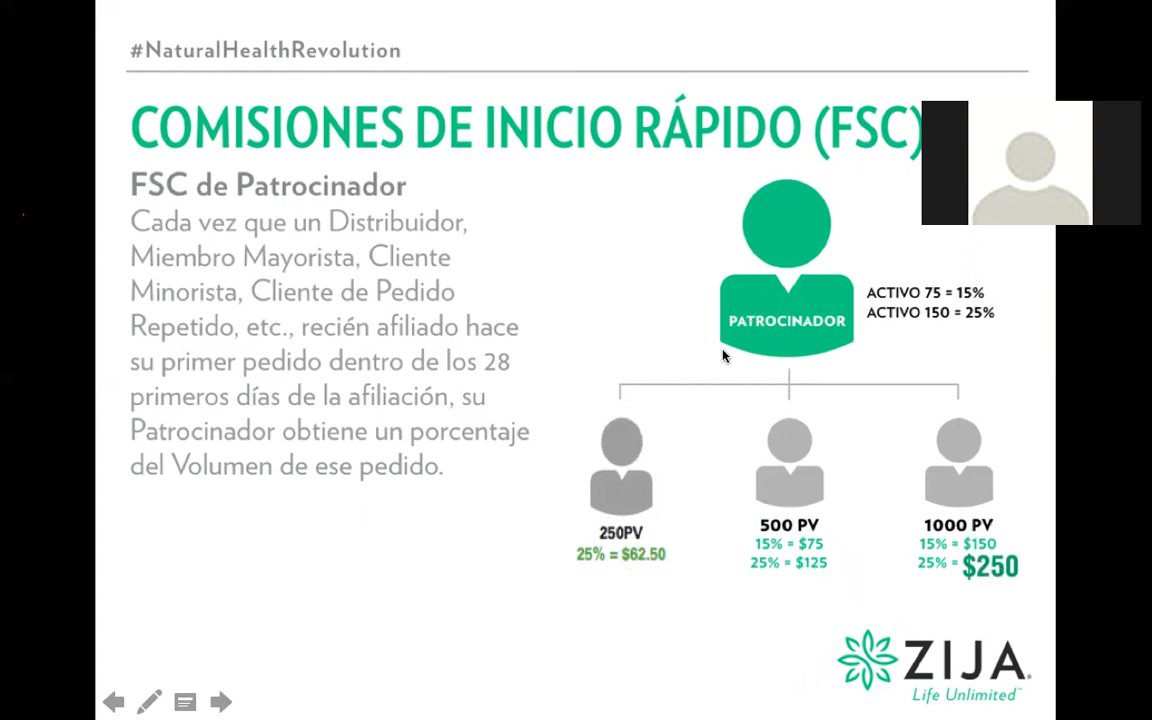 #NaturalHealthRevolution
COMISIONES DE INICIO RÁPIDO (FSC)
FSC de Patrocinador
Cada vez que un Distribuidor,
Miembro Mayorista, Cliente
Minorista, Cliente de Pedido
Repetido, etc., recién afiliado hace
su primer pedido dentro de los 28
primeros días de la afiliación, su
Patrocinador obtiene un porcentaje
del Volumen de ese pedido.
PATROCINADOR
ACTIVO 75 = 15%
ACTIVO 150 = 25%
250PV
25% = $62.50
500 PV
15% = $75
25% = $125
1000 PV
15% = $150
25% = $250
ZIJA
Life Unlimited™